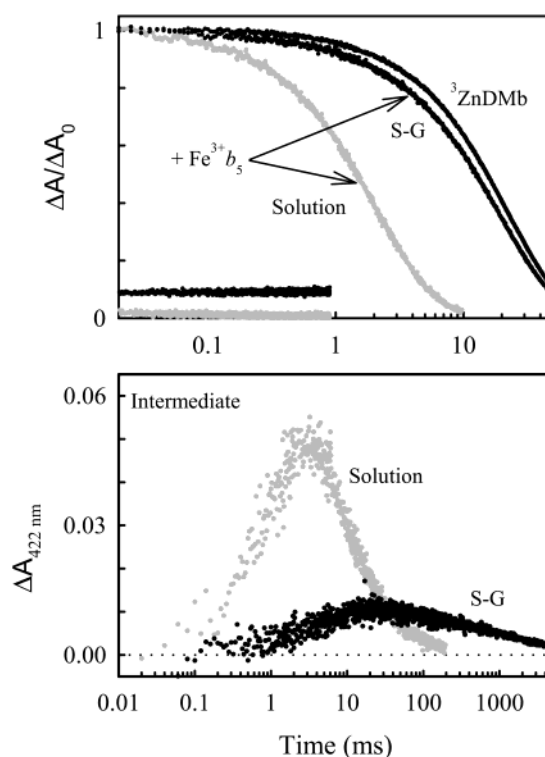 1
³ZnDMb
S-G
+ Fe³⁺b₅
Solution
ΔA/ΔA₀
0
0.1 1 10
0.06
Intermediate
Solution
0.03
S-G
ΔA₄₂₂ ₙₘ
0.00
0.01 0.1 1 10 100 1000
Time (ms)